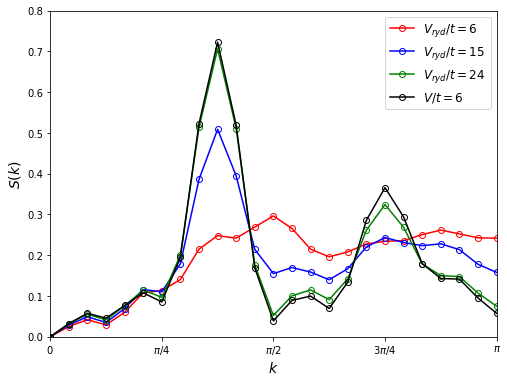 0.8
0.7
0.6
0.5
0.4
0.3
0.2
0.1
0.0
S(k)
0
π/4
π/2
3π/4
π
k
V_ryd/t = 6
V_ryd/t = 15
V_ryd/t = 24
V/t = 6